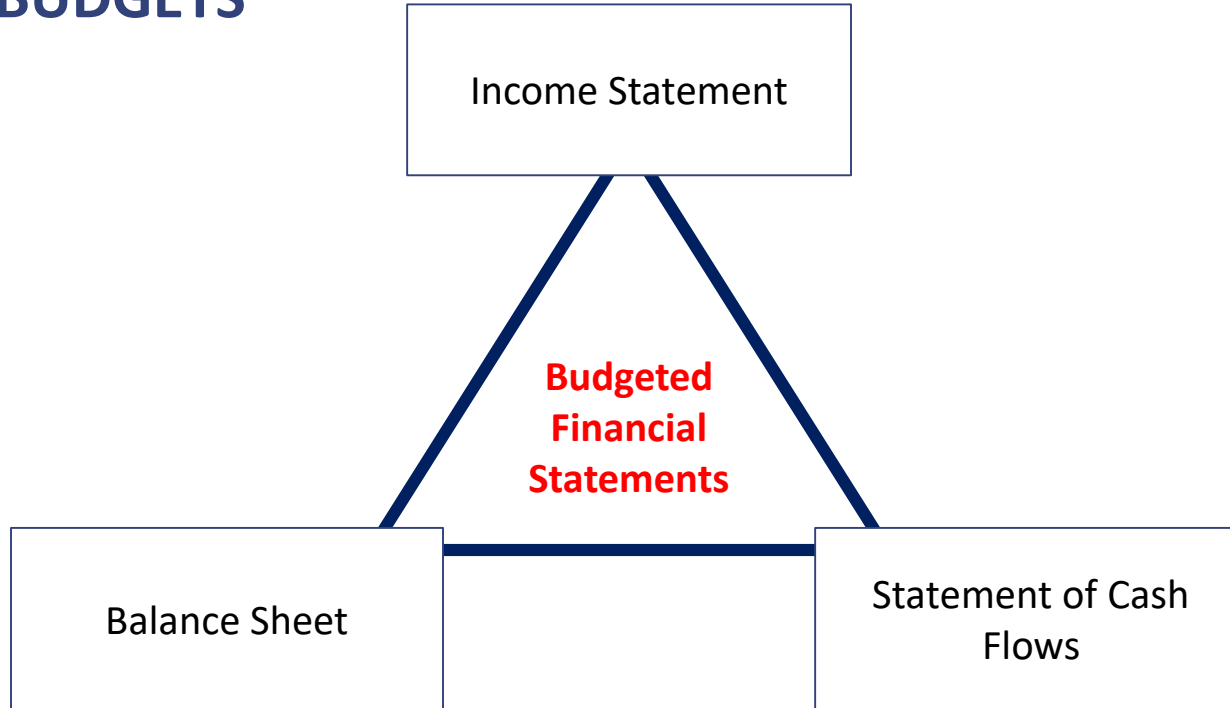 BUDGETS
Income Statement
Budgeted
Financial
Statements
Balance Sheet
Statement of Cash
Flows